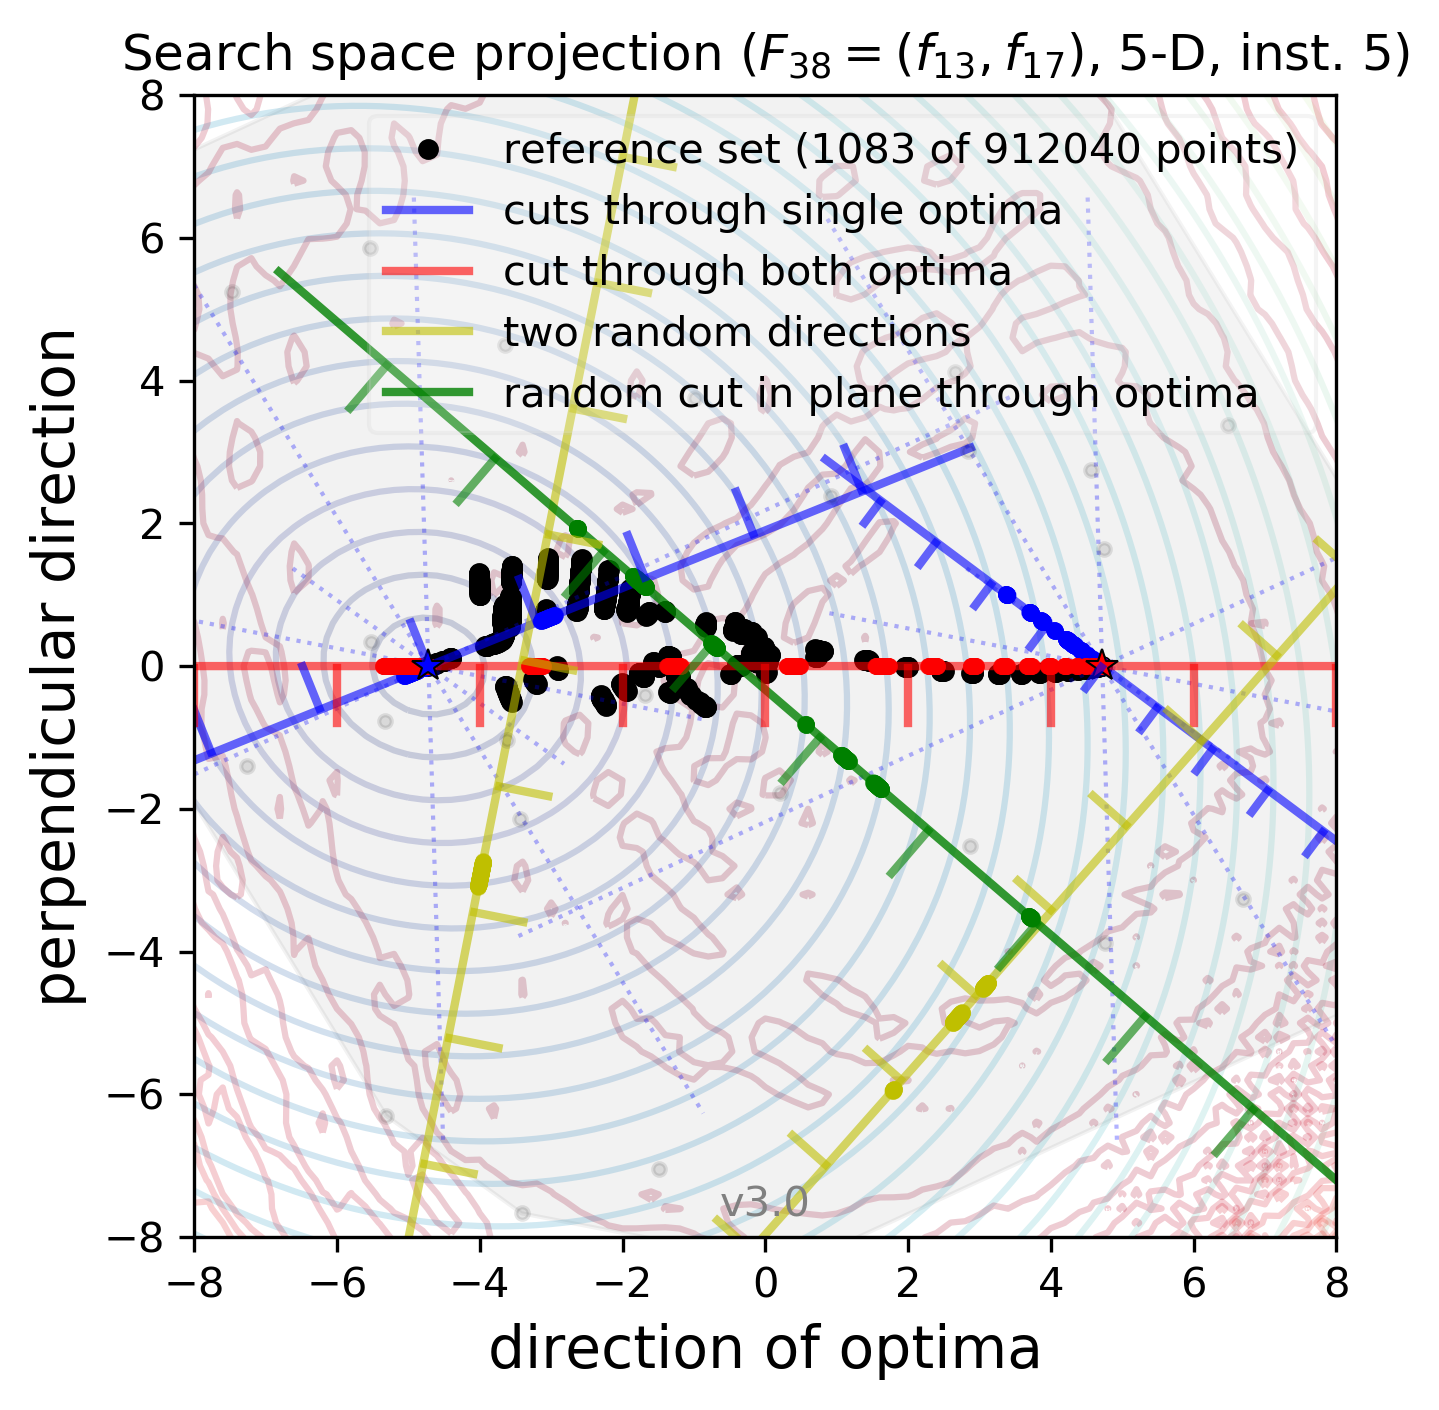 Search space projection (F38 = (f13, f17), 5-D, inst. 5)
reference set (1083 of 912040 points)
cuts through single optima
cut through both optima
two random directions
random cut in plane through optima
perpendicular direction
8
6
4
2
0
−2
−4
−6
−8
v3.0
−8 −6 −4 −2 0 2 4 6 8
direction of optima